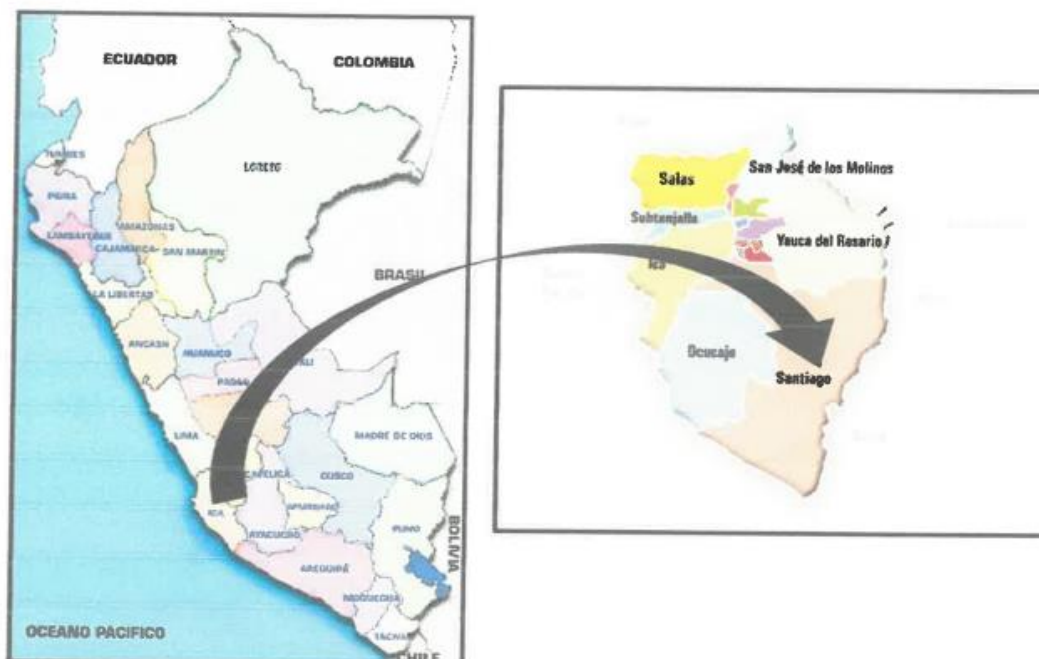 ECUADOR
COLOMBIA
TUMBES
LORETO
PIURA
LAMBAYEQUE
AMAZONAS
CAJAMARCA
SAN MARTIN
BRASIL
LA LIBERTAD
ANCASH
HUANUCO
PASCO
LIMA
MADRE DE DIOS
CUSCO
ICA
AYACUCHO
PUNO
BOLIVIA
AREQUIPA
MOQUEGUA
TACNA
OCEANO PACIFICO
CHILE
Salas
San José de los Molinos
Subtanjalla
Yauca del Rosario
Ica
Ocucaje
Santiago